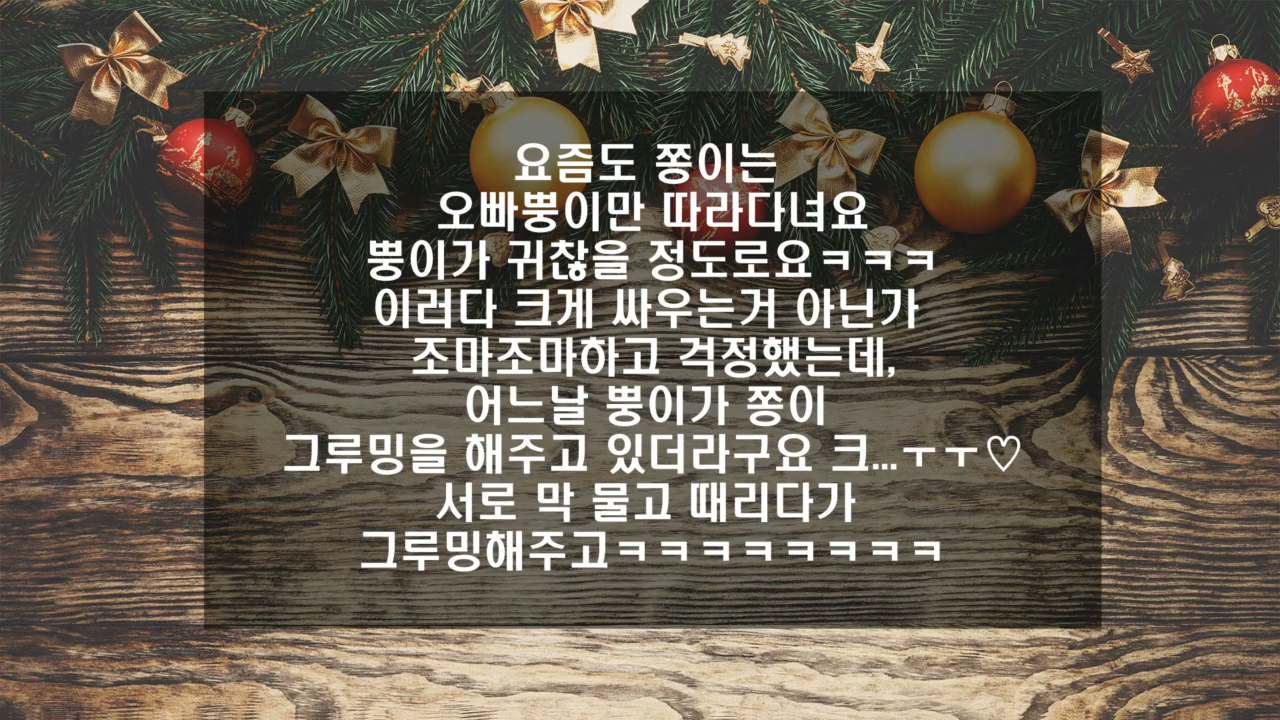 요즘도 쫑이는
오빠뿡이만 따라다녀요
뿡이가 귀찮을 정도로요ㅋㅋㅋ
이러다 크게 싸우는거 아닌가
조마조마하고 걱정했는데,
어느날 뿡이가 쫑이
그루밍을 해주고 있더라구요 크...ㅜㅜ♡
서로 막 물고 때리다가
그루밍해주고ㅋㅋㅋㅋㅋㅋㅋㅋ